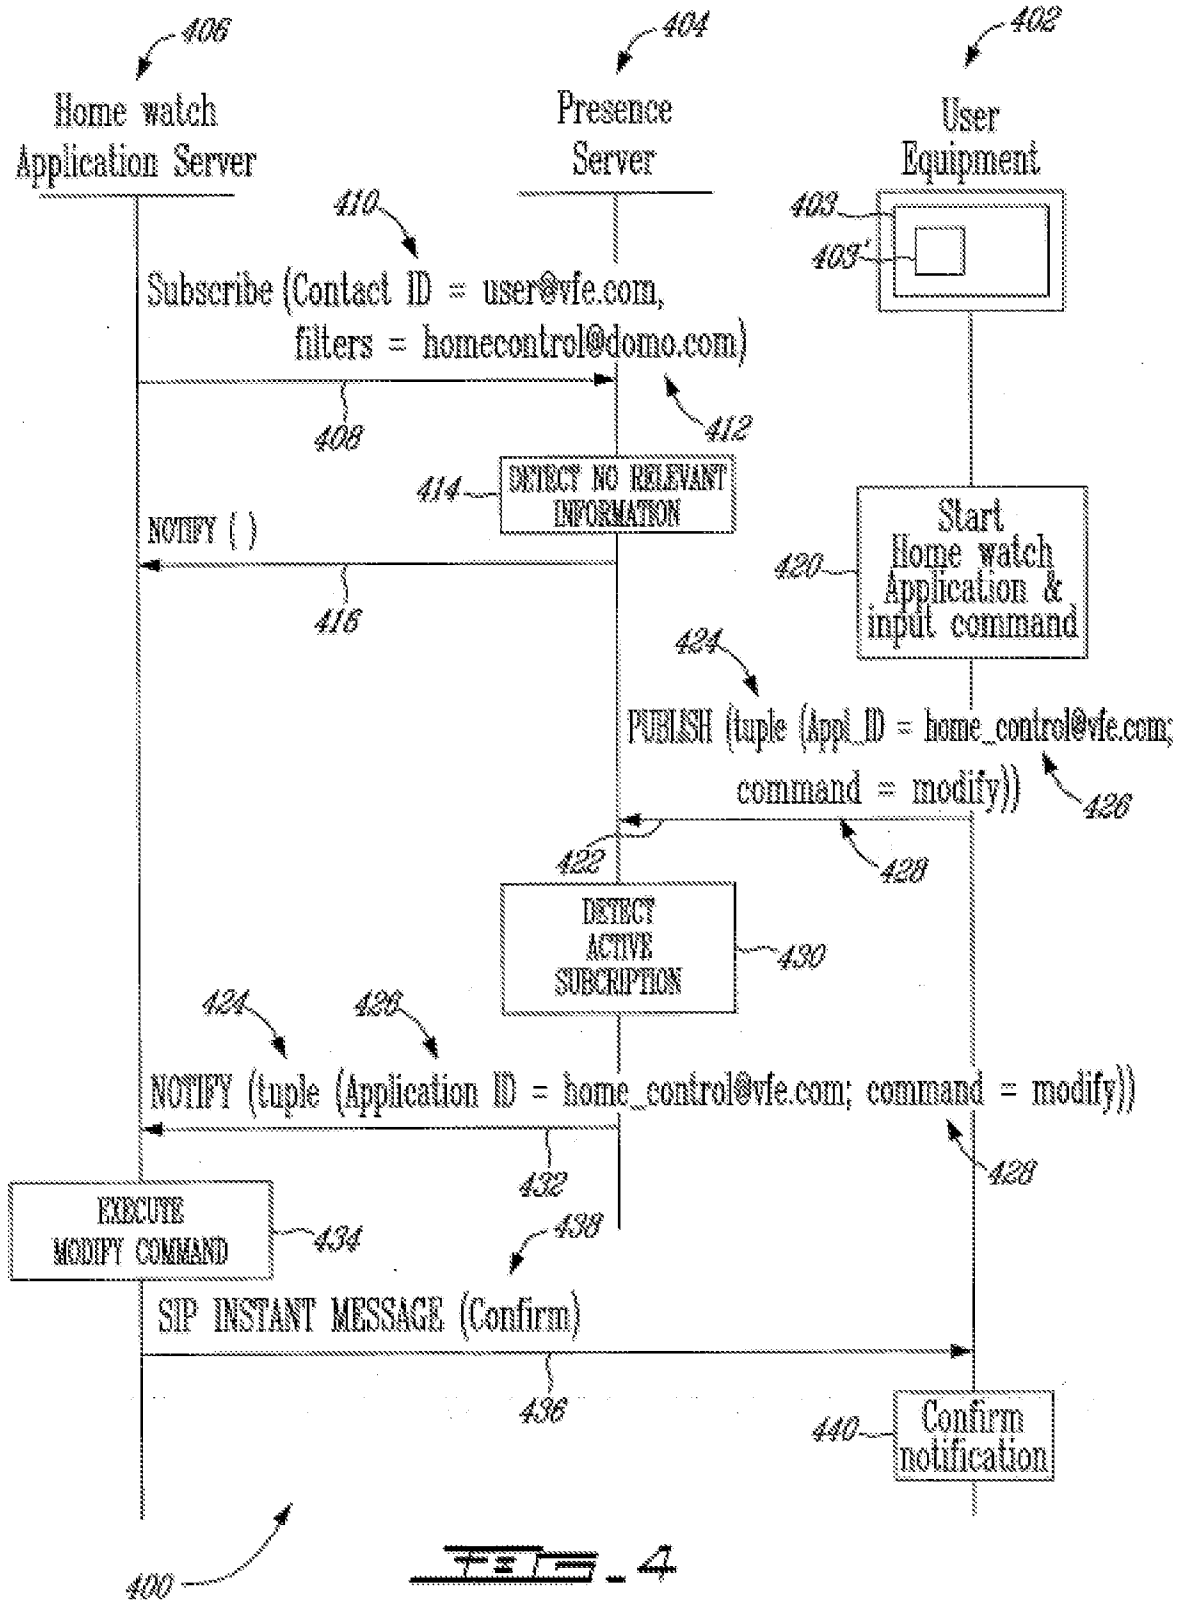 406
404
402
Home watch
Application Server
Presence
Server
User
Equipment
403
403'
410
Subscribe (Contact ID = user@vfe.com,
filters = homecontrol@domo.com)
408
412
414
DETECT NO RELEVANT
INFORMATION
NOTIFY ( )
416
420
Start
Home watch
Application &
input command
424
PUBLISH (tuple (Appl_ID = home_control@vfe.com;
command = modify))
426
422
428
DETECT
ACTIVE
SUBCRIPTION
430
424
426
NOTIFY (tuple (Application ID = home_control@vfe.com; command = modify))
432
428
EXECUTE
MODIFY COMMAND
434
438
SIP INSTANT MESSAGE (Confirm)
436
440
Confirm
notification
400
FIG_4